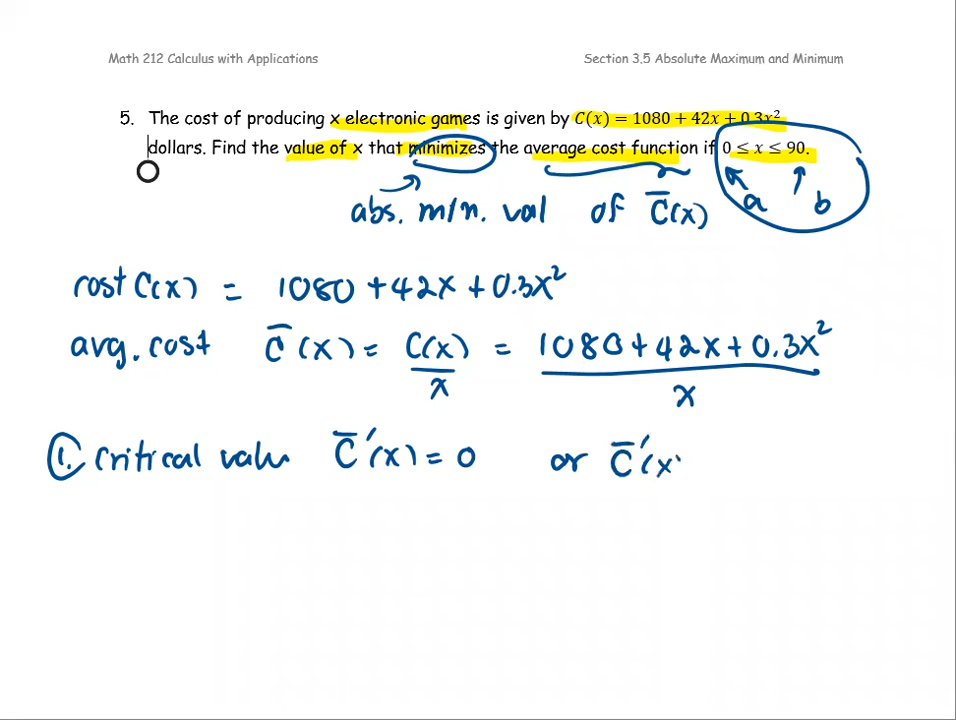 Math 212 Calculus with Applications Section 3.5 Absolute Maximum and Minimum
5. The cost of producing x electronic games is given by C(x) = 1080 + 42x + 0.3x²
dollars. Find the value of x that minimizes the average cost function if 0 ≤ x ≤ 90.
a b
abs. min. val of C̅(x)
cost C(x) = 1080 + 42x + 0.3x²
avg. cost C̅(x) = C(x)/x = (1080 + 42x + 0.3x²)/x
1. critical value C̅'(x) = 0 or C̅'(x